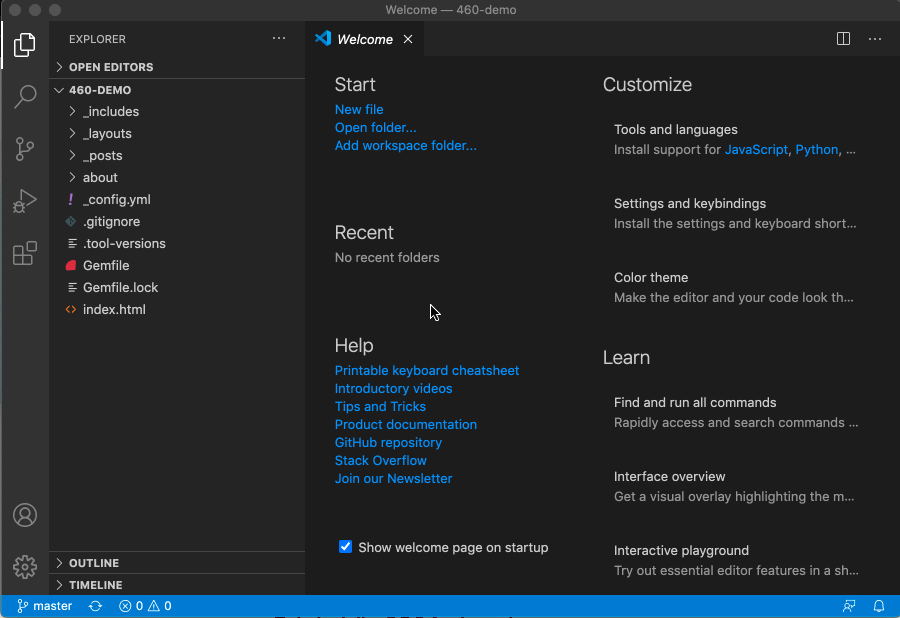 Welcome — 460-demo
EXPLORER
OPEN EDITORS
460-DEMO
_includes
_layouts
_posts
about
_config.yml
.gitignore
.tool-versions
Gemfile
Gemfile.lock
index.html
OUTLINE
TIMELINE
Welcome
Start
New file
Open folder...
Add workspace folder...
Recent
No recent folders
Help
Printable keyboard cheatsheet
Introductory videos
Tips and Tricks
Product documentation
GitHub repository
Stack Overflow
Join our Newsletter
Show welcome page on startup
Customize
Tools and languages
Install support for JavaScript, Python, ...
Settings and keybindings
Install the settings and keyboard short...
Color theme
Make the editor and your code look th...
Learn
Find and run all commands
Rapidly access and search commands ...
Interface overview
Get a visual overlay highlighting the m...
Interactive playground
Try out essential editor features in a sh...
master
0 0